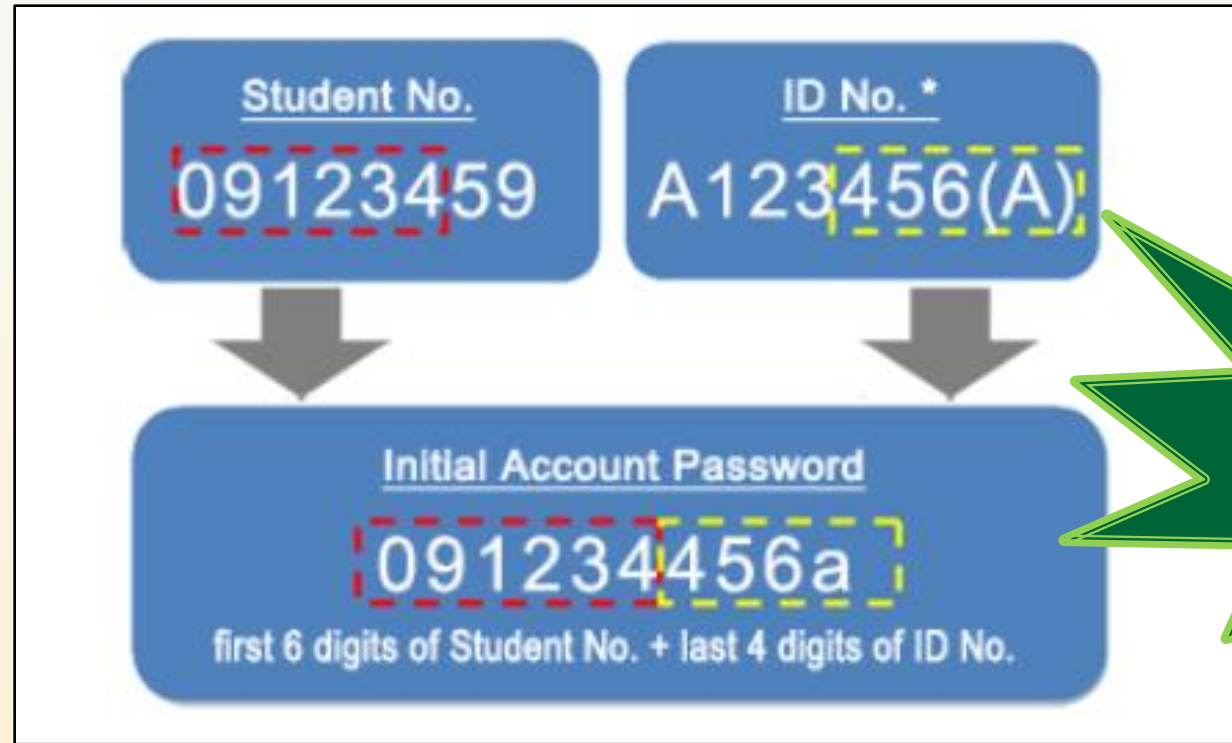 Student No.
09123459
ID No. *
A123456(A)
Initial Account Password
091234456a
first 6 digits of Student No. + last 4 digits of ID No.